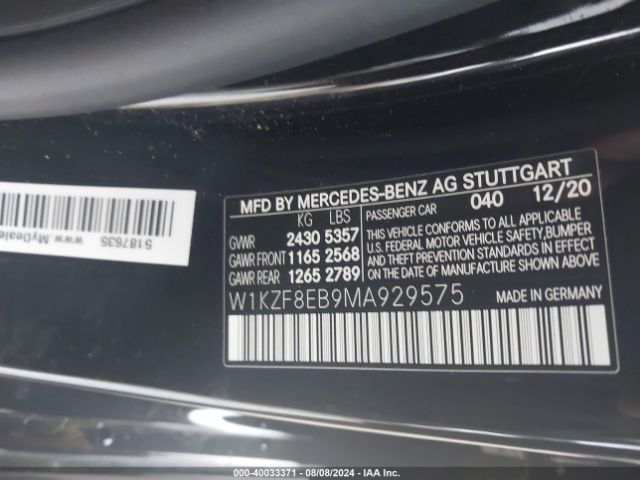 MFD BY MERCEDES-BENZ AG STUTTGART
KG LBS PASSENGER CAR 040 12/20
GVWR 2430 5357
GAWR FRONT 1165 2568
GAWR REAR 1265 2789
THIS VEHICLE CONFORMS TO ALL APPLICABLE
U.S. FEDERAL MOTOR VEHICLE SAFETY, BUMPER
AND THEFT PREVENTION STANDARDS IN EFFECT
ON THE DATE OF MANUFACTURE SHOWN ABOVE.
W1KZF8EB9MA929575 MADE IN GERMANY
5187635
www.MyDeale
000-40033371 - 08/08/2024 - IAA Inc.